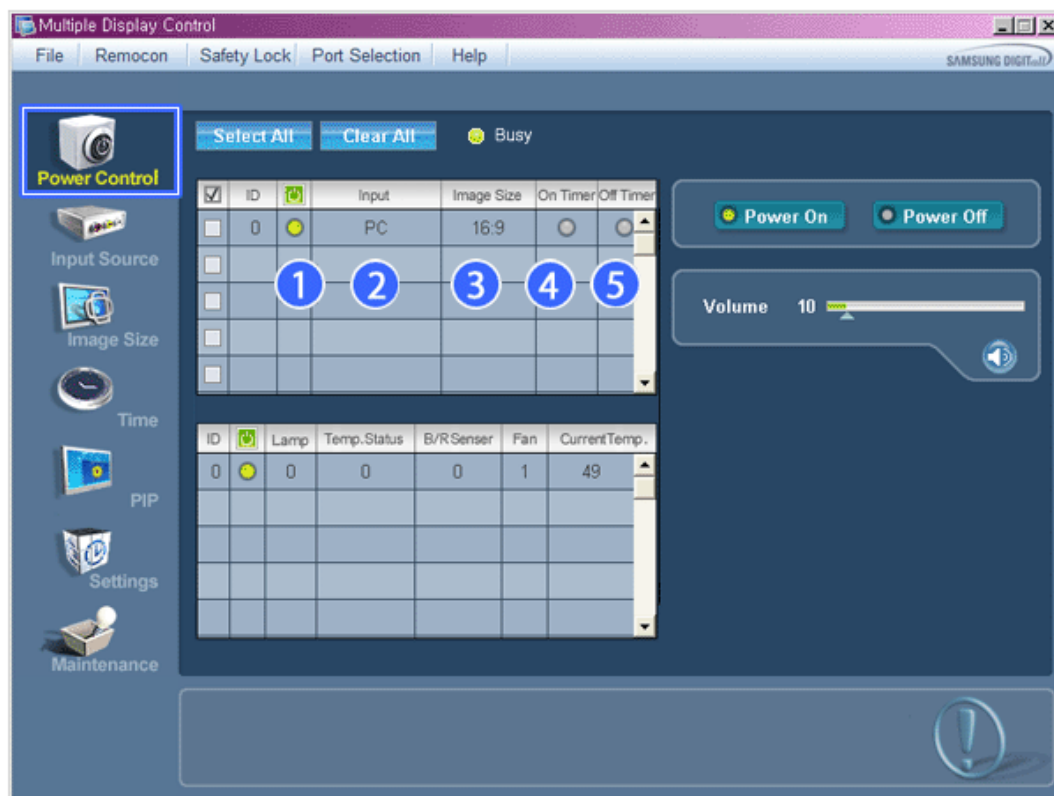 Multiple Display Control
File Remocon Safety Lock Port Selection Help
SAMSUNG DIGITall
Power Control
Input Source
Image Size
Time
PIP
Settings
Maintenance
Select All Clear All Busy
ID Input Image Size On Timer Off Timer
0 PC 16:9
1 2 3 4 5
ID Lamp Temp.Status B/RSenser Fan CurrentTemp.
0 0 0 0 1 49
Power On Power Off
Volume 10